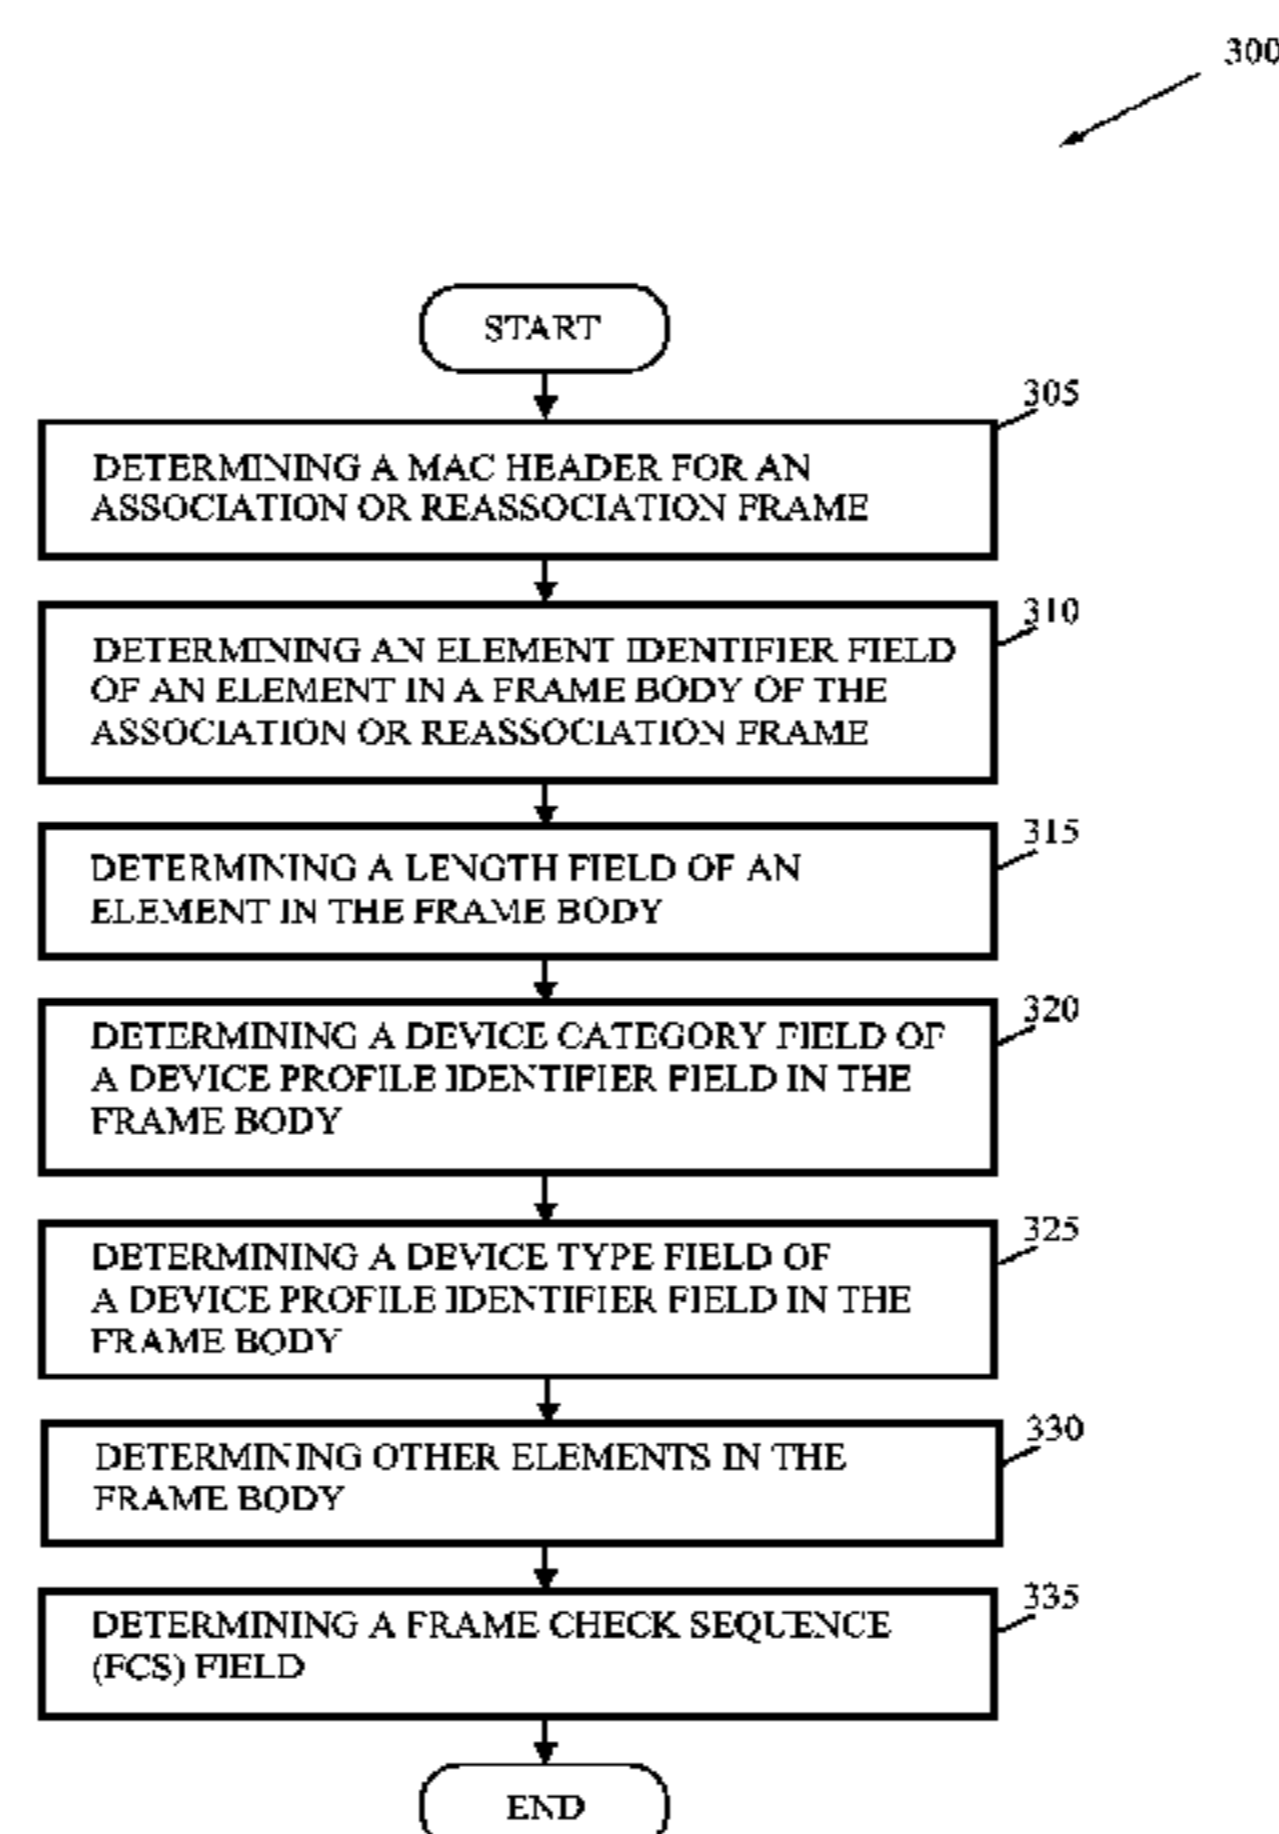 300
START
305
DETERMINING A MAC HEADER FOR AN
ASSOCIATION OR REASSOCIATION FRAME
310
DETERMINING AN ELEMENT IDENTIFIER FIELD
OF AN ELEMENT IN A FRAME BODY OF THE
ASSOCIATION OR REASSOCIATION FRAME
315
DETERMINING A LENGTH FIELD OF AN
ELEMENT IN THE FRAME BODY
320
DETERMINING A DEVICE CATEGORY FIELD OF
A DEVICE PROFILE IDENTIFIER FIELD IN THE
FRAME BODY
325
DETERMINING A DEVICE TYPE FIELD OF
A DEVICE PROFILE IDENTIFIER FIELD IN THE
FRAME BODY
330
DETERMINING OTHER ELEMENTS IN THE
FRAME BODY
335
DETERMINING A FRAME CHECK SEQUENCE
(FCS) FIELD
END